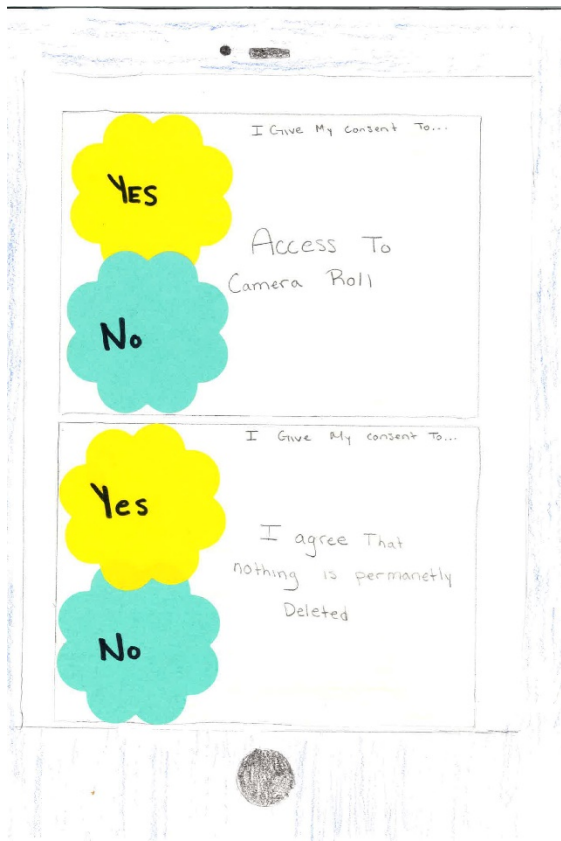 I Give My consent To...
YES
Access To
Camera Roll
No
I Give My consent To...
Yes
I agree That
nothing is permanetly
Deleted
No